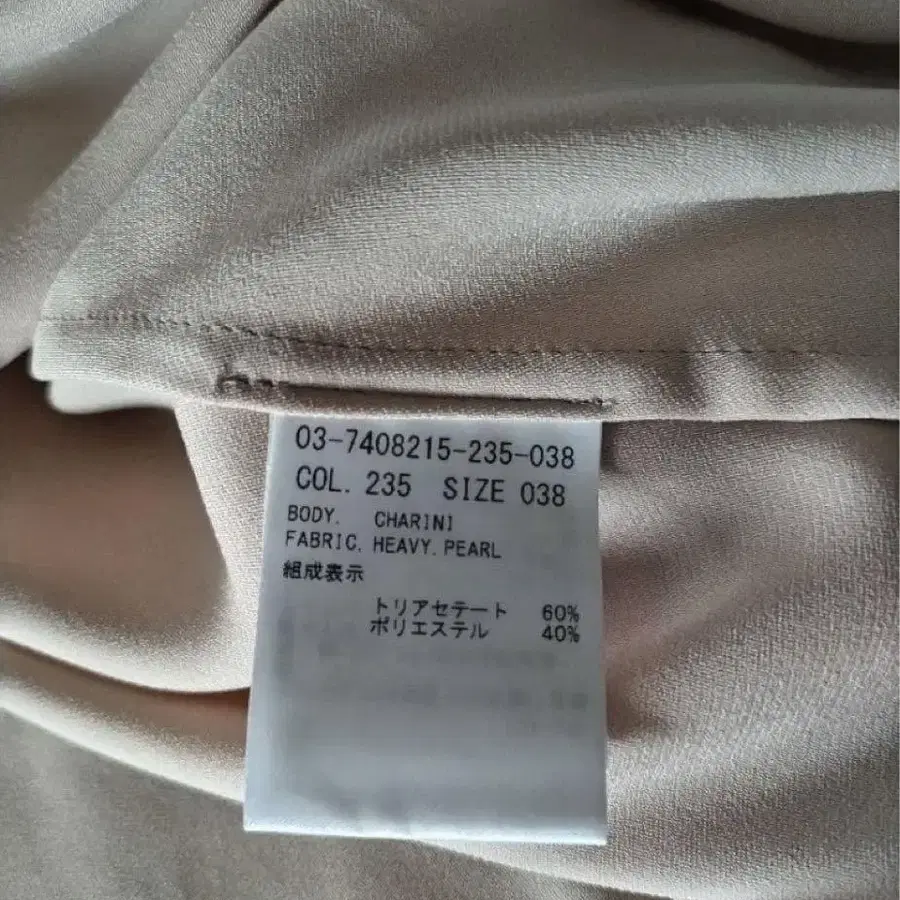 03-7408215-235-038
COL. 235 SIZE 038
BODY. CHARINI
FABRIC. HEAVY. PEARL
組成表示
トリアセテート 60%
ポリエステル 40%